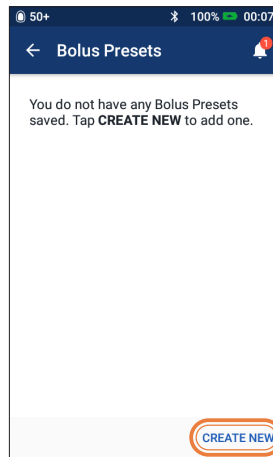 50+ 100% 00:07
Bolus Presets
1
You do not have any Bolus Presets
saved. Tap CREATE NEW to add one.
CREATE NEW